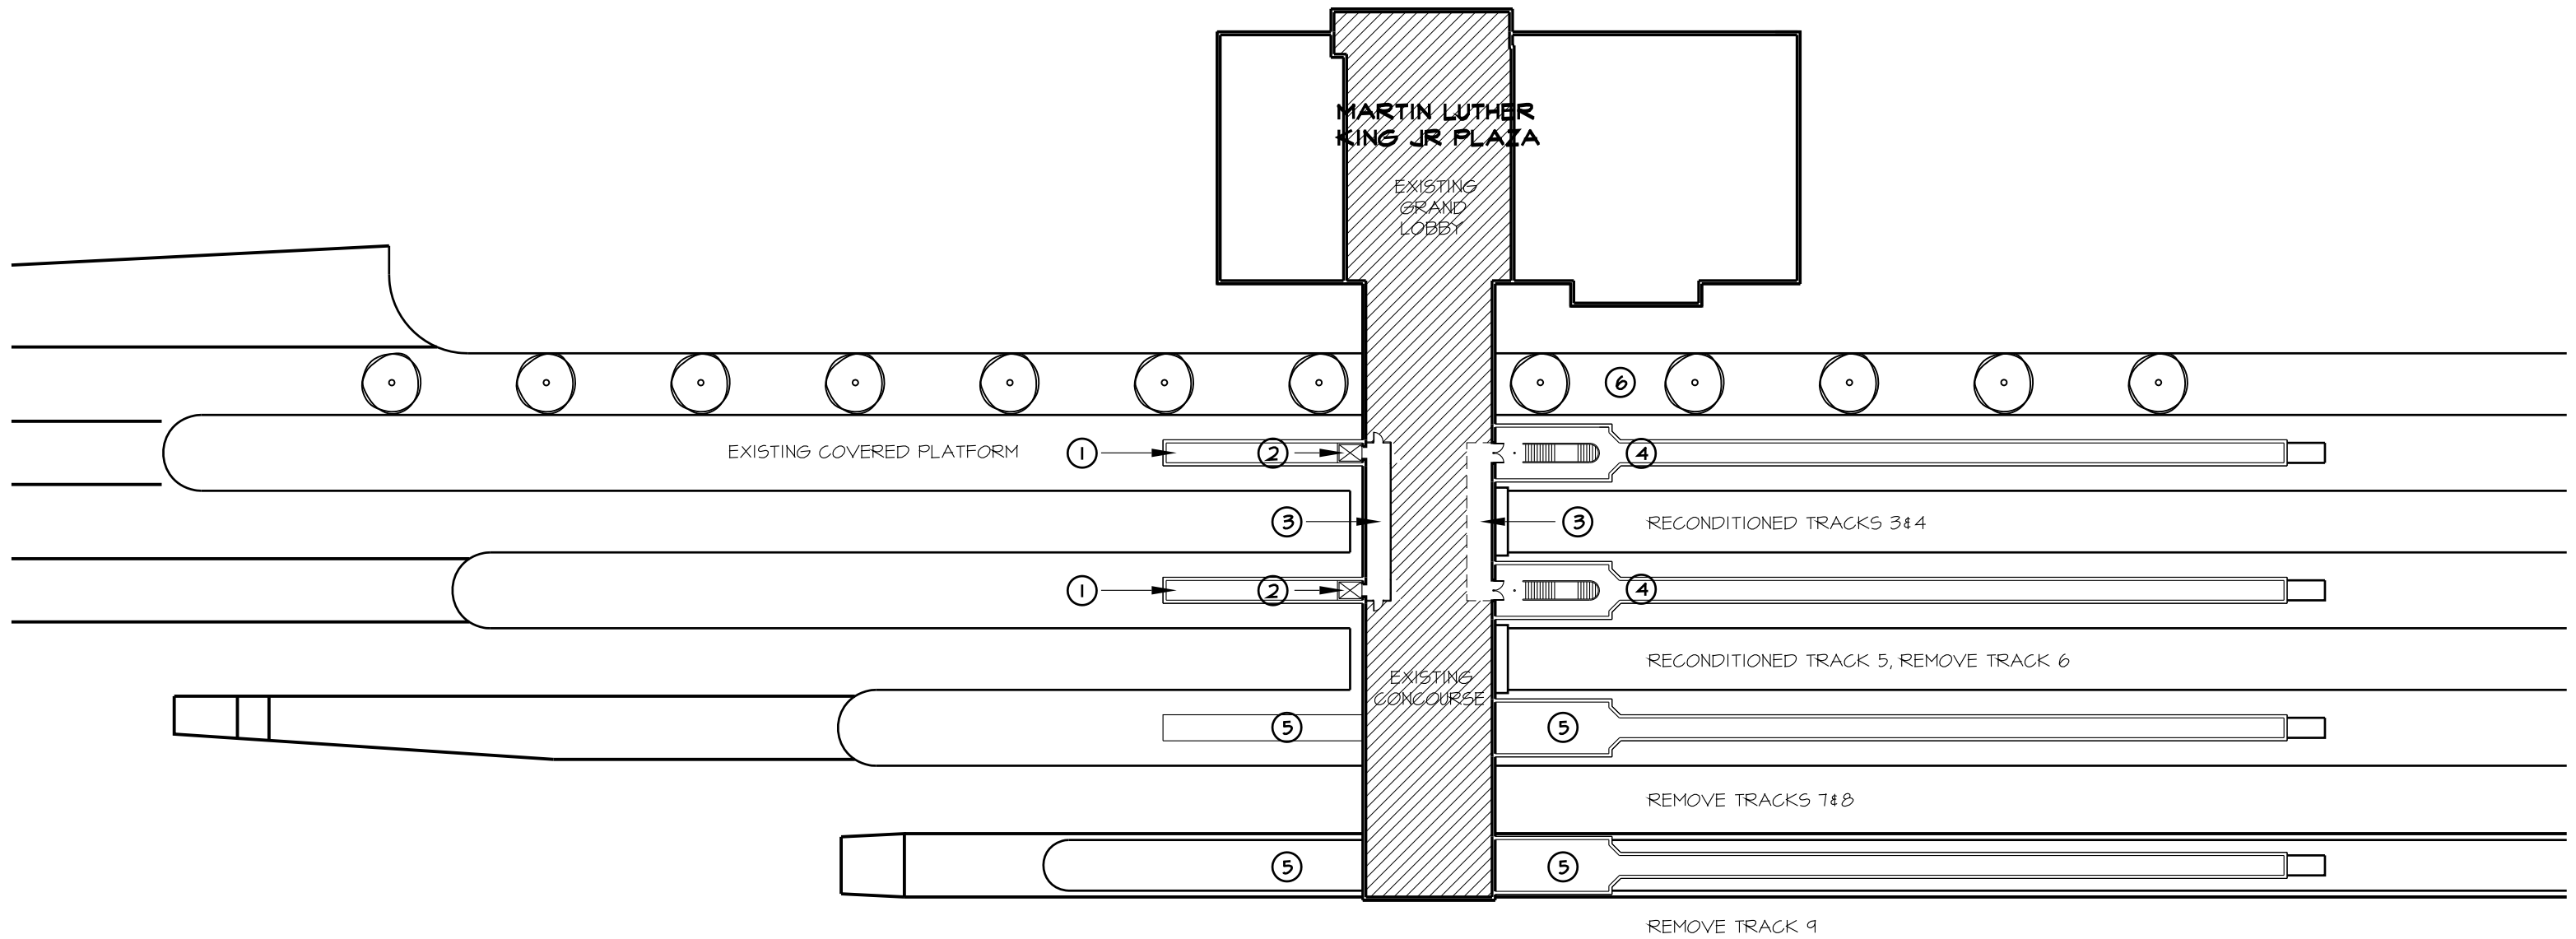 MARTIN LUTHER
KING JR PLAZA
EXISTING
GRAND
LOBBY
6
EXISTING COVERED PLATFORM
1
2
4
3
3
RECONDITIONED TRACKS 3&4
1
2
4
RECONDITIONED TRACK 5, REMOVE TRACK 6
EXISTING
CONCOURSE
5
5
REMOVE TRACKS 7&8
5
5
REMOVE TRACK 9